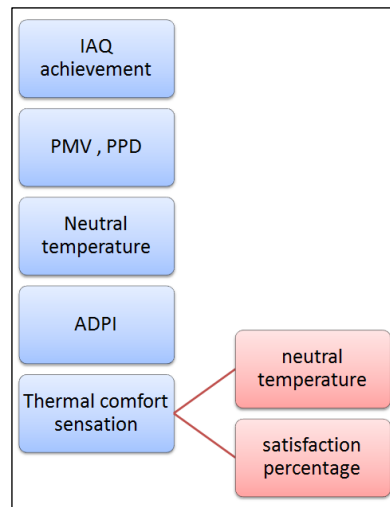 IAQ
achievement
PMV , PPD
Neutral
temperature
ADPI
Thermal comfort
sensation
neutral
temperature
satisfaction
percentage